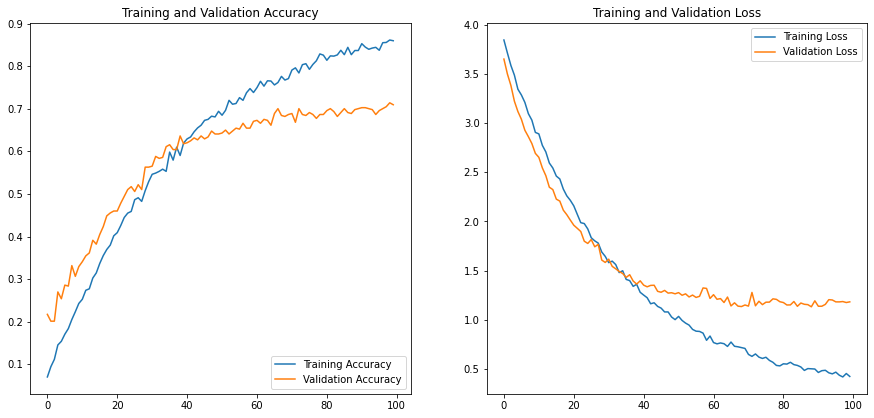 Training and Validation Accuracy
0.9
0.8
0.7
0.6
0.5
0.4
0.3
0.2
0.1
Training Accuracy
Validation Accuracy
0 20 40 60 80 100
Training and Validation Loss
4.0
3.5
3.0
2.5
2.0
1.5
1.0
0.5
Training Loss
Validation Loss
0 20 40 60 80 100